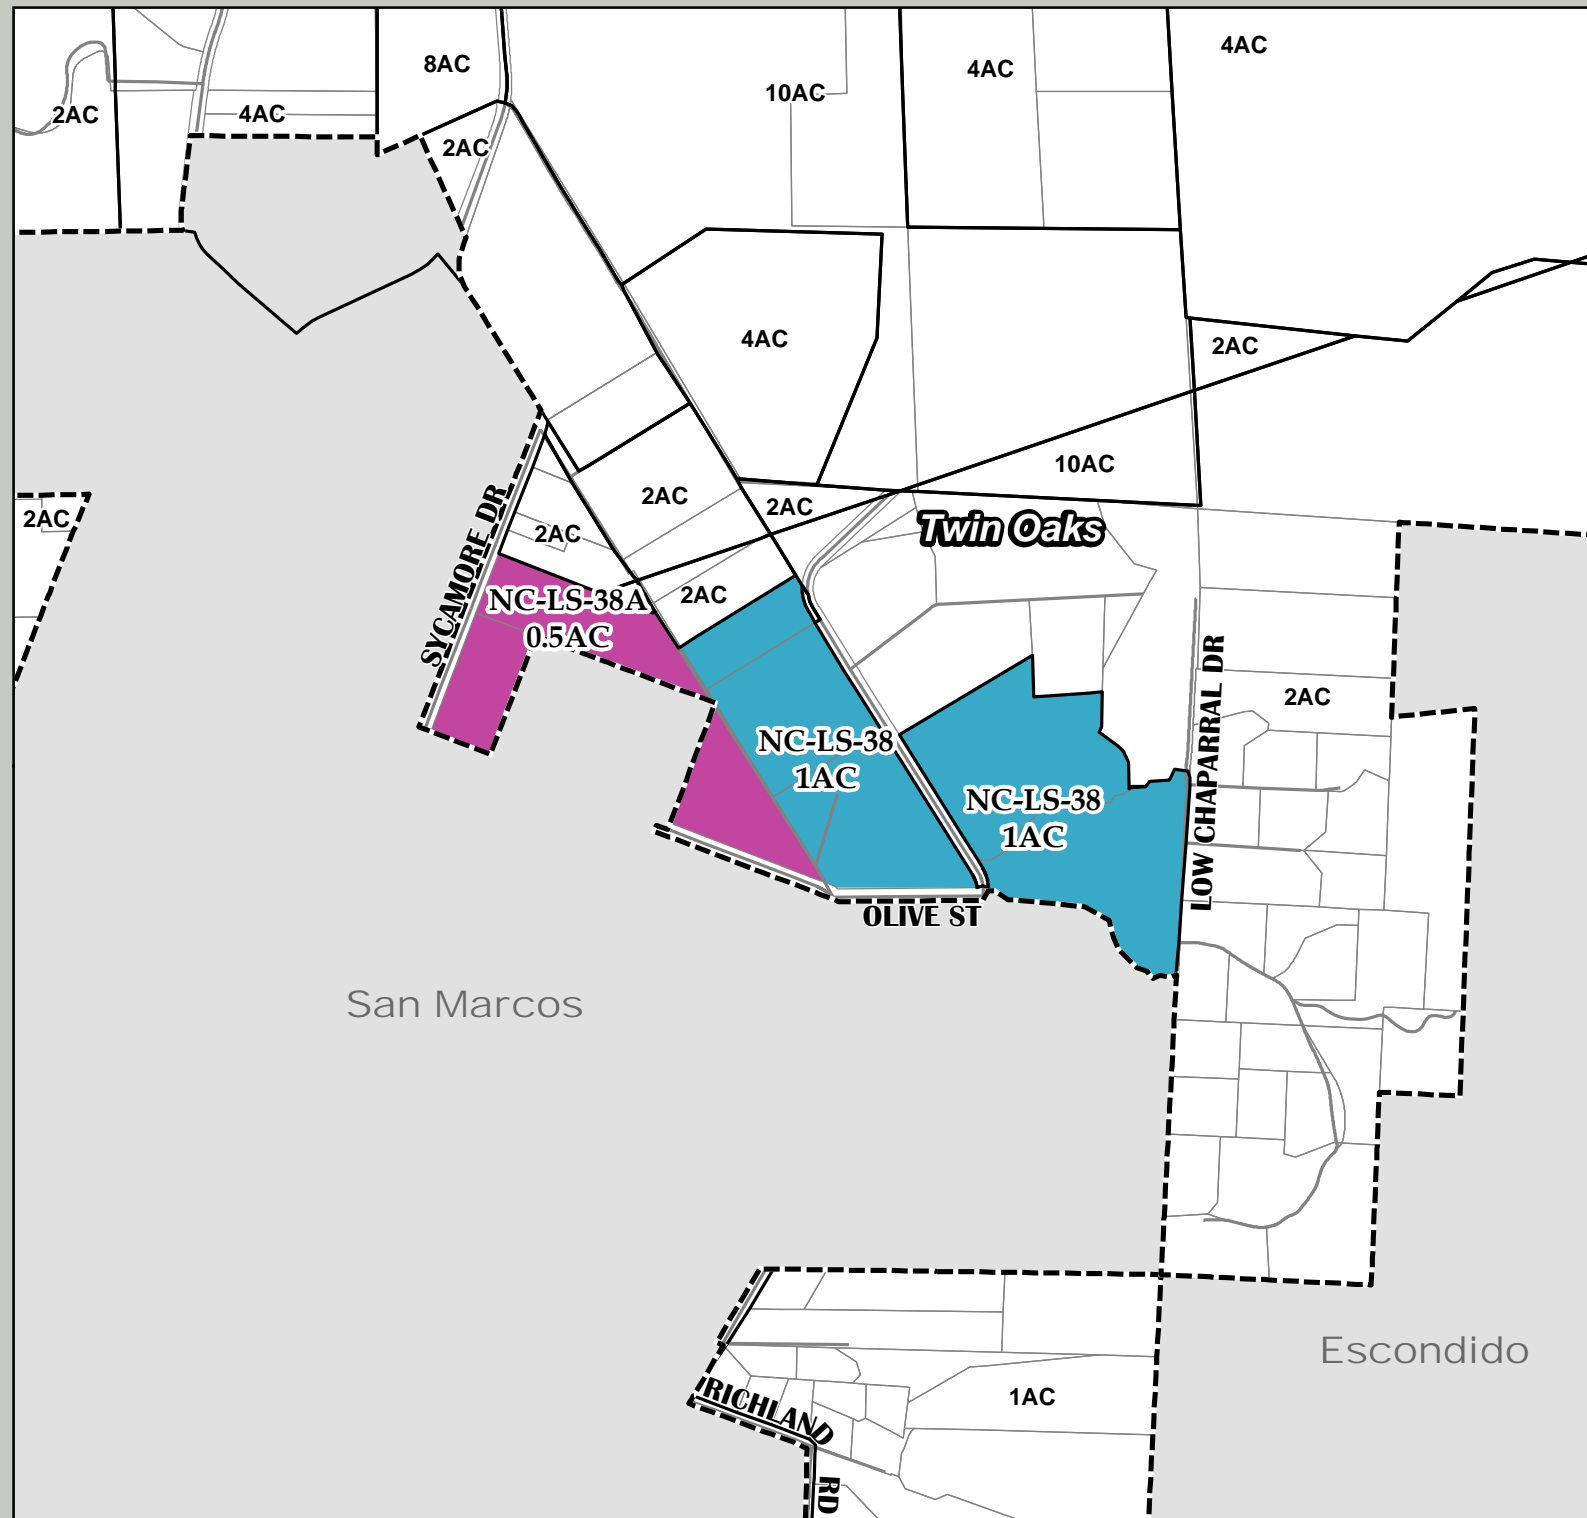 4AC
8AC
4AC
10AC
2AC
4AC
2AC
4AC
2AC
10AC
2AC
2AC
2AC
2AC
Twin Oaks
SYCAMORE DR
2AC
NC-LS-38A
0.5AC
LOW CHAPARRAL DR
2AC
NC-LS-38
1AC
NC-LS-38
1AC
OLIVE ST
San Marcos
Escondido
1AC
RICHLAND
RD